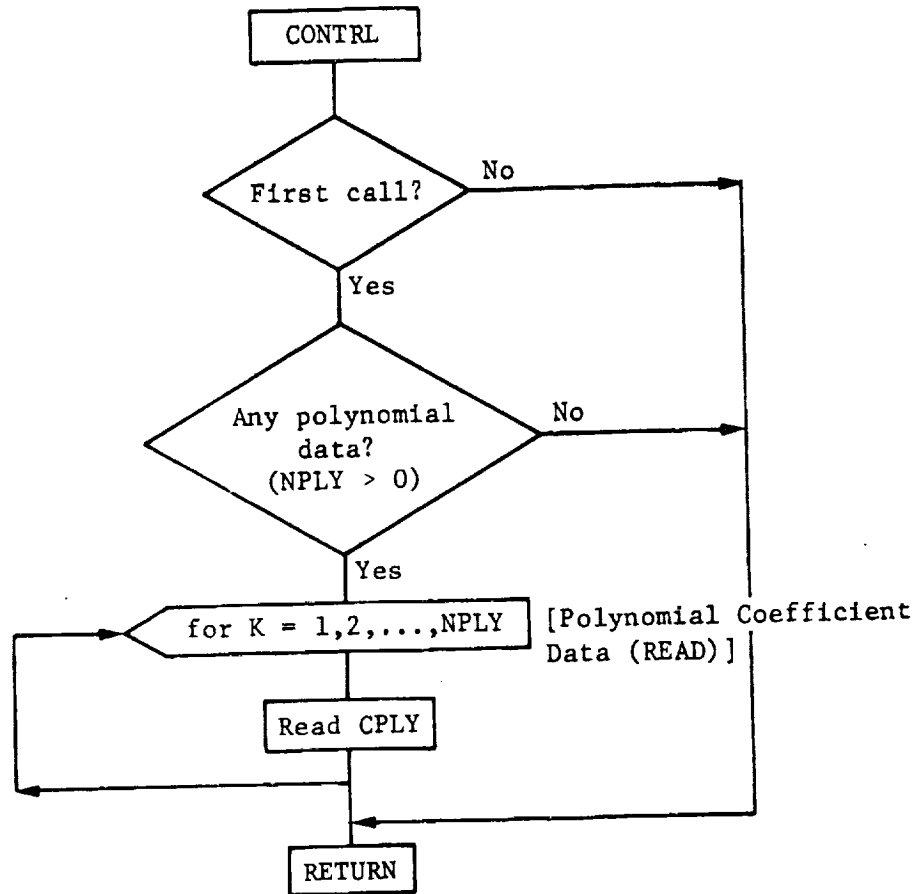 CONTRL
First call?
No
Yes
Any polynomial
data?
(NPLY > 0)
No
Yes
for K = 1,2,...,NPLY
[Polynomial Coefficient
Data (READ)]
Read CPLY
RETURN